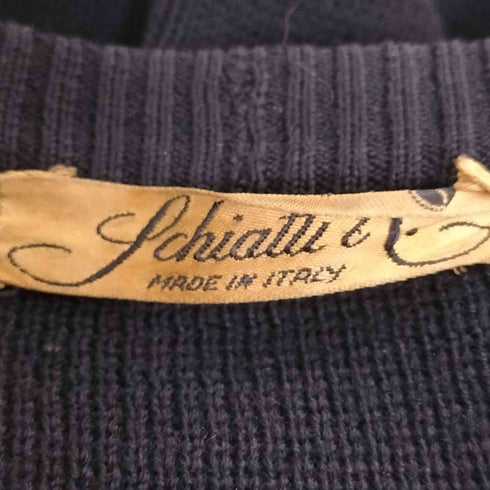 Schiatti & C.
MADE IN ITALY